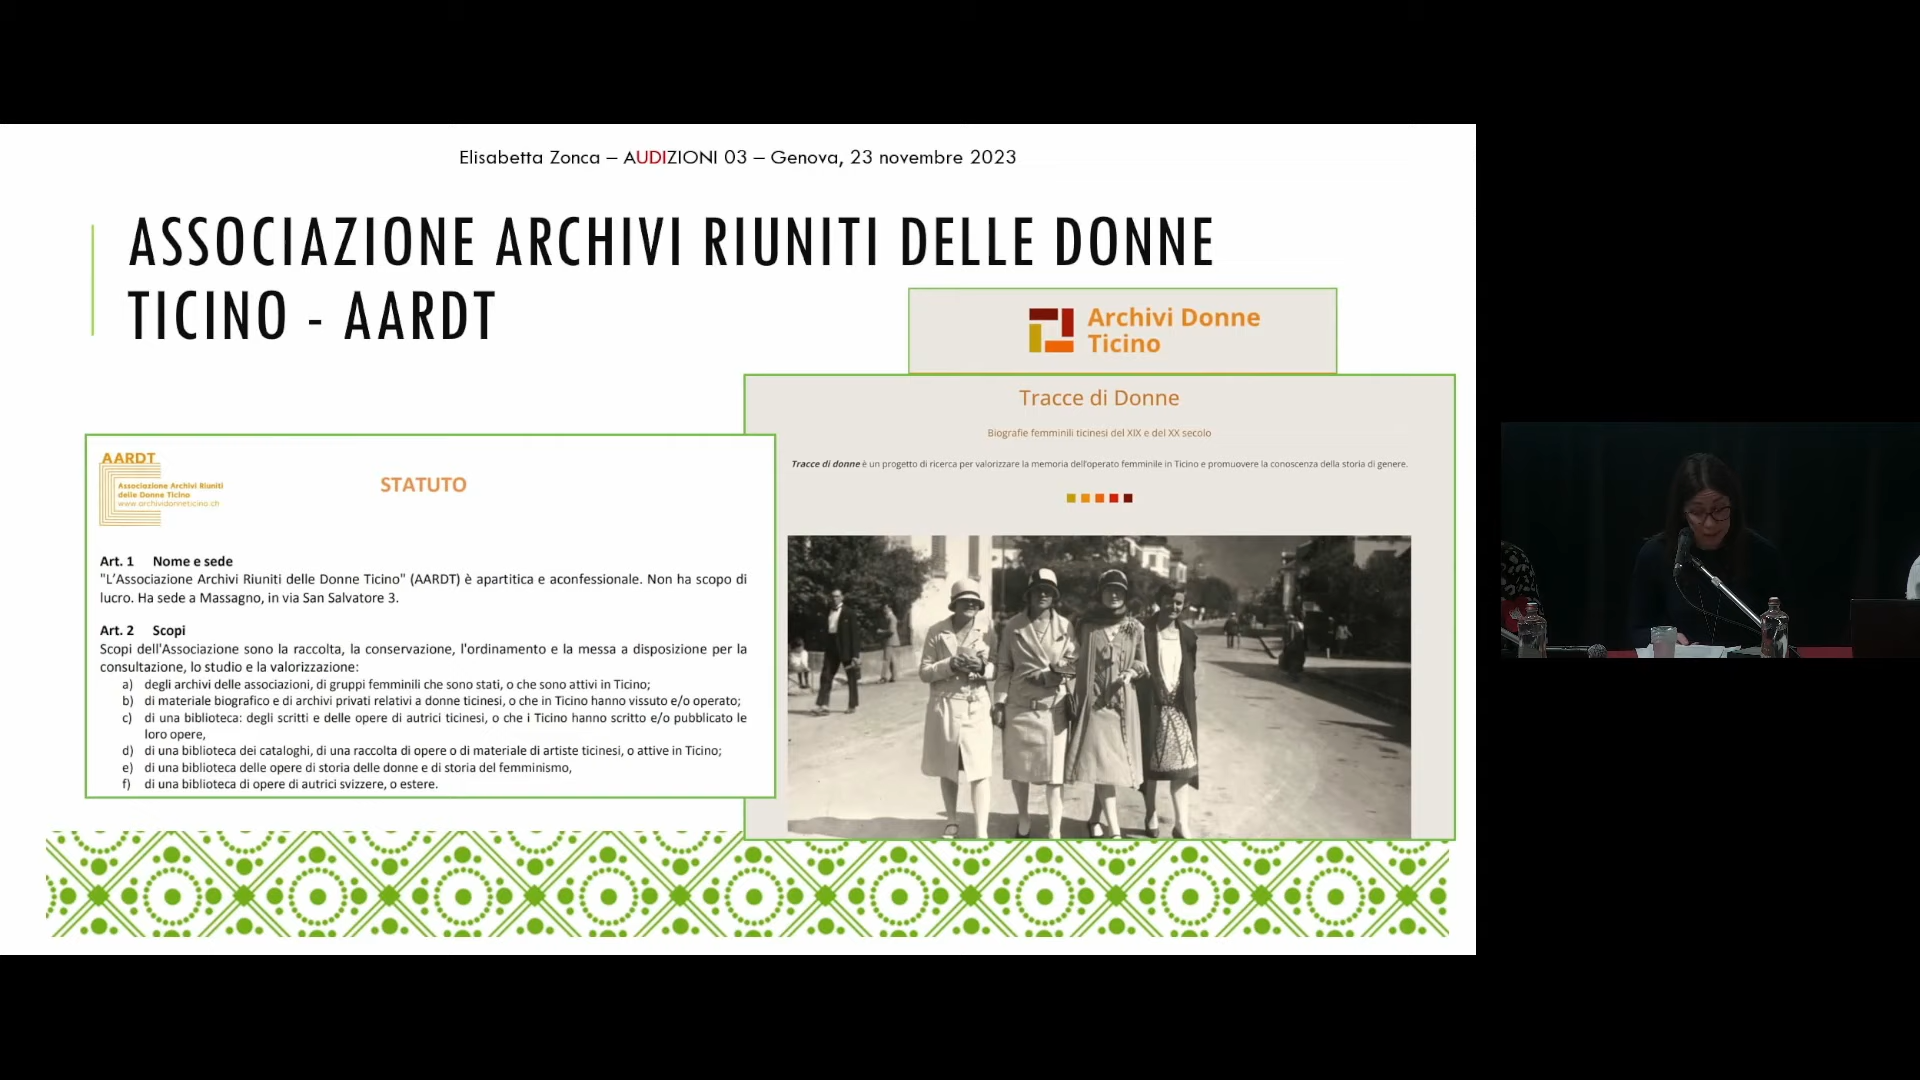 Elisabetta Zonca – AUDIZIONI 03 – Genova, 23 novembre 2023
ASSOCIAZIONE ARCHIVI RIUNITI DELLE DONNE
TICINO - AARDT
Archivi Donne
Ticino
Tracce di Donne
Biografie femminili ticinesi del XIX e del XX secolo
Tracce di donne è un progetto di ricerca per valorizzare la memoria dell'operato femminile in Ticino e promuovere la conoscenza della storia di genere.
AARDT
Associazione Archivi Riuniti
delle Donne Ticino
www.archividonneticino.ch
STATUTO
Art. 1 Nome e sede
"L'Associazione Archivi Riuniti delle Donne Ticino" (AARDT) è apartitica e aconfessionale. Non ha scopo di
lucro. Ha sede a Massagno, in via San Salvatore 3.
Art. 2 Scopi
Scopi dell'Associazione sono la raccolta, la conservazione, l'ordinamento e la messa a disposizione per la
consultazione, lo studio e la valorizzazione:
a) degli archivi delle associazioni, di gruppi femminili che sono stati, o che sono attivi in Ticino;
b) di materiale biografico e di archivi privati relativi a donne ticinesi, o che in Ticino hanno vissuto e/o operato;
c) di una biblioteca: degli scritti e delle opere di autrici ticinesi, o che i Ticino hanno scritto e/o pubblicato le
loro opere,
d) di una biblioteca dei cataloghi, di una raccolta di opere o di materiale di artiste ticinesi, o attive in Ticino;
e) di una biblioteca delle opere di storia delle donne e di storia del femminismo,
f) di una biblioteca di opere di autrici svizzere, o estere.